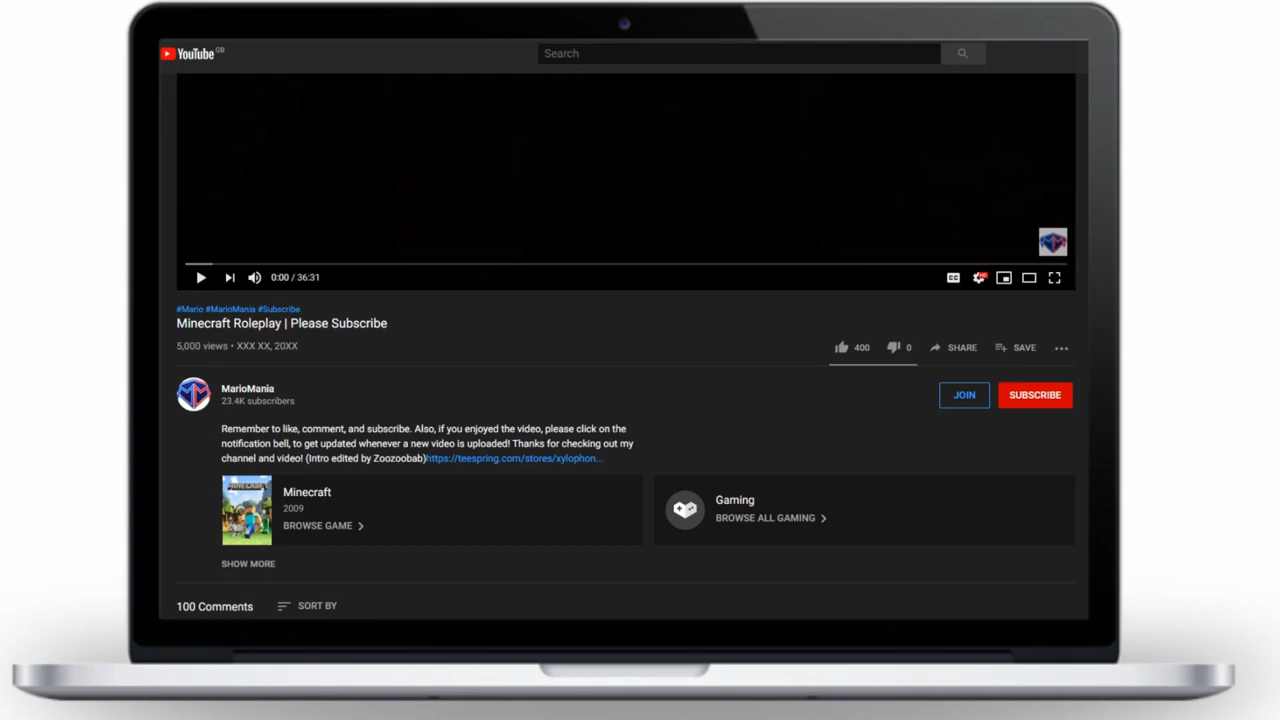 YouTube GB
Search
0:00 / 36:31
CC
HD
#Mario #MarioMania #Subscribe
Minecraft Roleplay | Please Subscribe
5,000 views • XXX XX, 20XX
400
0
SHARE
SAVE
MarioMania
23.4K subscribers
JOIN
SUBSCRIBE
Remember to like, comment, and subscribe. Also, if you enjoyed the video, please click on the
notification bell, to get updated whenever a new video is uploaded! Thanks for checking out my
channel and video! (Intro edited by Zoozoobab)https://teespring.com/stores/xylophon...
MINECRAFT
Minecraft
2009
BROWSE GAME
Gaming
BROWSE ALL GAMING
SHOW MORE
100 Comments
SORT BY